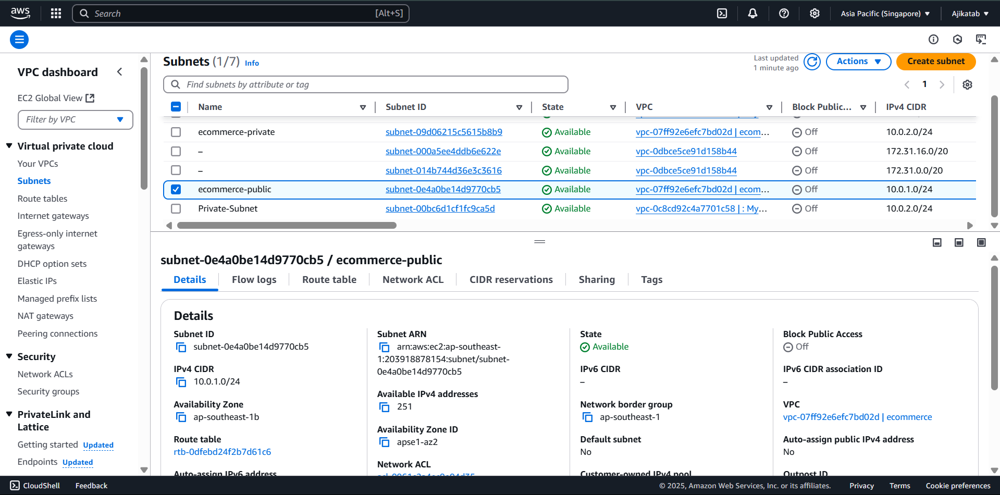 aws
Search [Alt+S]
Asia Pacific (Singapore)
Ajikatab
VPC dashboard
EC2 Global View
Filter by VPC
Virtual private cloud
Your VPCs
Subnets
Route tables
Internet gateways
Egress-only internet
gateways
DHCP option sets
Elastic IPs
Managed prefix lists
NAT gateways
Peering connections
Security
Network ACLs
Security groups
PrivateLink and
Lattice
Getting started Updated
Endpoints Updated
Subnets (1/7) Info
Last updated
1 minute ago
Actions
Create subnet
Find subnets by attribute or tag
1
Name Subnet ID State VPC Block Public... IPv4 CIDR
ecommerce-private subnet-09d06215c5615b8b9 Available vpc-07ff92e6efc7bd02d | ecom... Off 10.0.2.0/24
– subnet-000a5ee4ddb6e622e Available vpc-0dbce5ce91d158b44 Off 172.31.16.0/20
– subnet-014b744d36e3c3616 Available vpc-0dbce5ce91d158b44 Off 172.31.0.0/20
ecommerce-public subnet-0e4a0be14d9770cb5 Available vpc-07ff92e6efc7bd02d | ecom... Off 10.0.1.0/24
Private-Subnet subnet-00bc6d1cf1fc9ca5d Available vpc-0c8cd92c4a7701c58 | : My... Off 10.0.2.0/24
subnet-0e4a0be14d9770cb5 / ecommerce-public
Details Flow logs Route table Network ACL CIDR reservations Sharing Tags
Details
Subnet ID
subnet-0e4a0be14d9770cb5
IPv4 CIDR
10.0.1.0/24
Availability Zone
ap-southeast-1b
Route table
rtb-0dfebd24f2b7d61c6
Auto-assign IPv6 address
Subnet ARN
arn:aws:ec2:ap-southeast-
1:203918878154:subnet/subnet-
0e4a0be14d9770cb5
Available IPv4 addresses
251
Availability Zone ID
apse1-az2
Network ACL
State
Available
IPv6 CIDR
–
Network border group
ap-southeast-1
Default subnet
No
Customer-owned IPv4 pool
Block Public Access
Off
IPv6 CIDR association ID
–
VPC
vpc-07ff92e6efc7bd02d | ecommerce
Auto-assign public IPv4 address
No
Outpost ID
CloudShell Feedback © 2025, Amazon Web Services, Inc. or its affiliates. Privacy Terms Cookie preferences